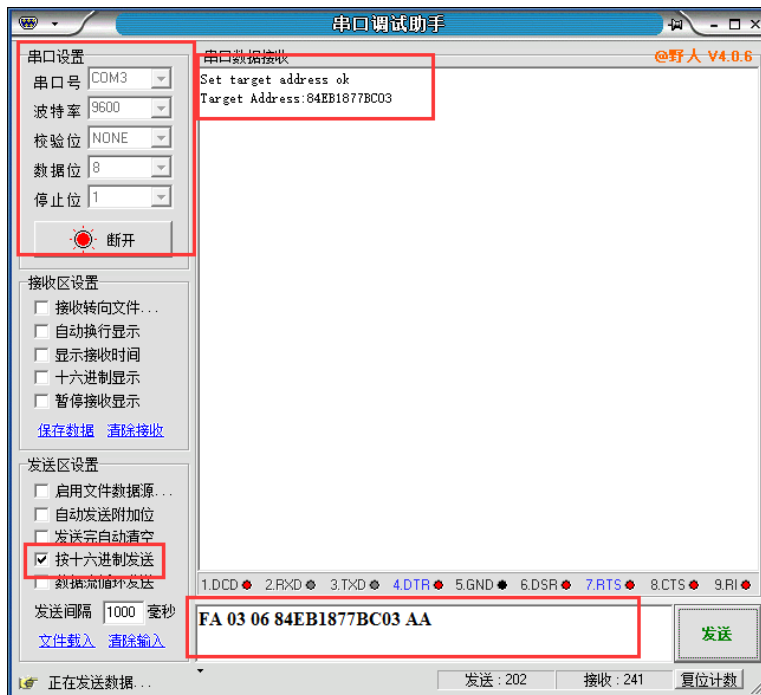 串口调试助手
串口设置
串口号 COM3
波特率 9600
校验位 NONE
数据位 8
停止位 1
断开
接收区设置
接收转向文件...
自动换行显示
显示接收时间
十六进制显示
暂停接收显示
保存数据 清除接收
发送区设置
启用文件数据源...
自动发送附加位
发送完自动清空
按十六进制发送
数据流循环发送
发送间隔 1000 毫秒
文件载入 清除输入
串口数据接收
@野人 V4.0.6
Set target address ok
Target Address:84EB1877BC03
1.DCD 2.RXD 3.TXD 4.DTR 5.GND 6.DSR 7.RTS 8.CTS 9.RI
FA 03 06 84EB1877BC03 AA
发送
正在发送数据...
发送 : 202
接收 : 241
复位计数